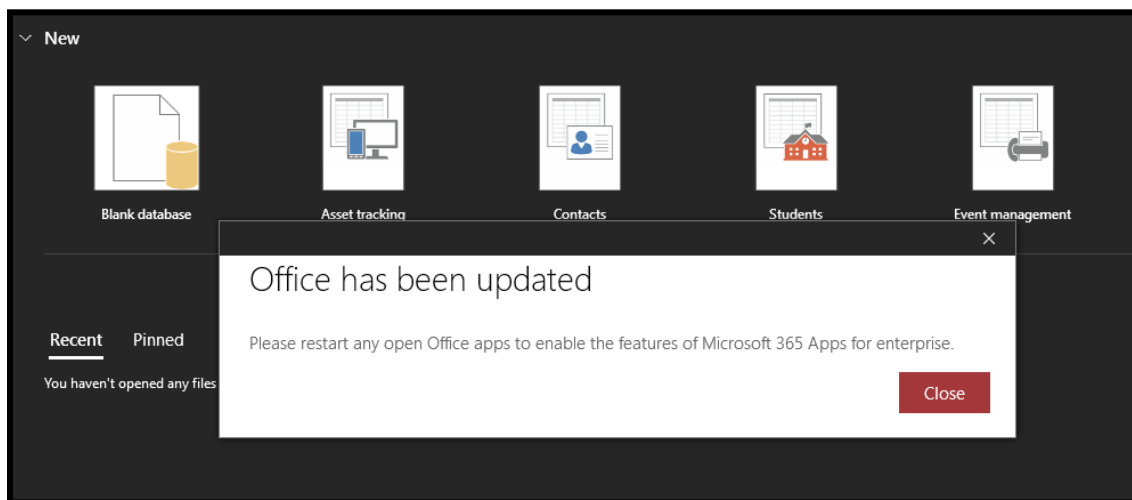 New
Blank database
Asset tracking
Contacts
Students
Event management
Office has been updated
Recent Pinned
Please restart any open Office apps to enable the features of Microsoft 365 Apps for enterprise.
You haven't opened any files
Close